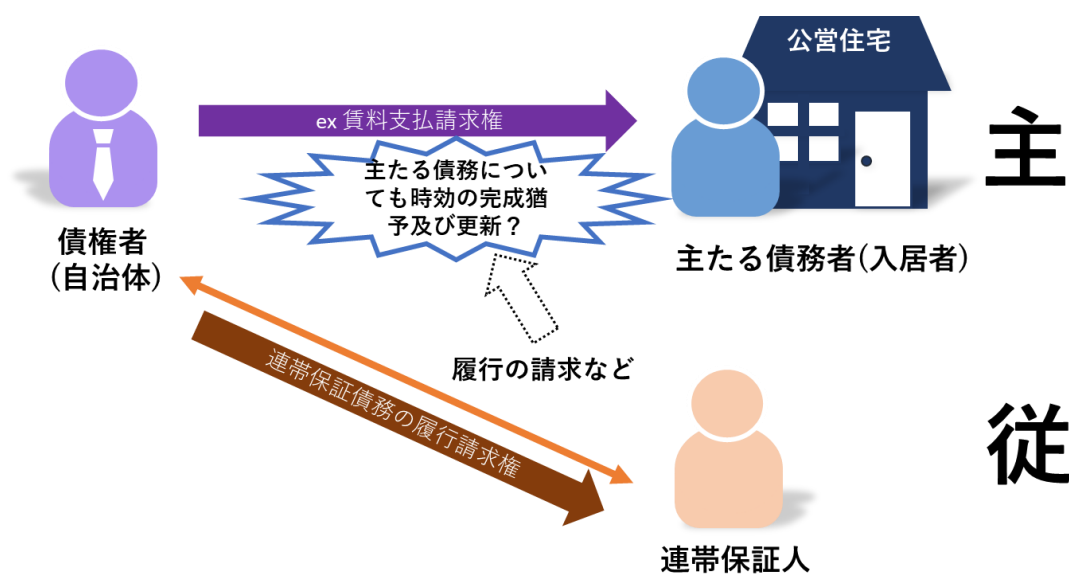 公営住宅
ex 賃料支払請求権
主
主たる債務につい
ても時効の完成猶
予及び更新？
債権者
(自治体)
主たる債務者(入居者)
履行の請求など
連帯保証債務の履行請求権
従
連帯保証人